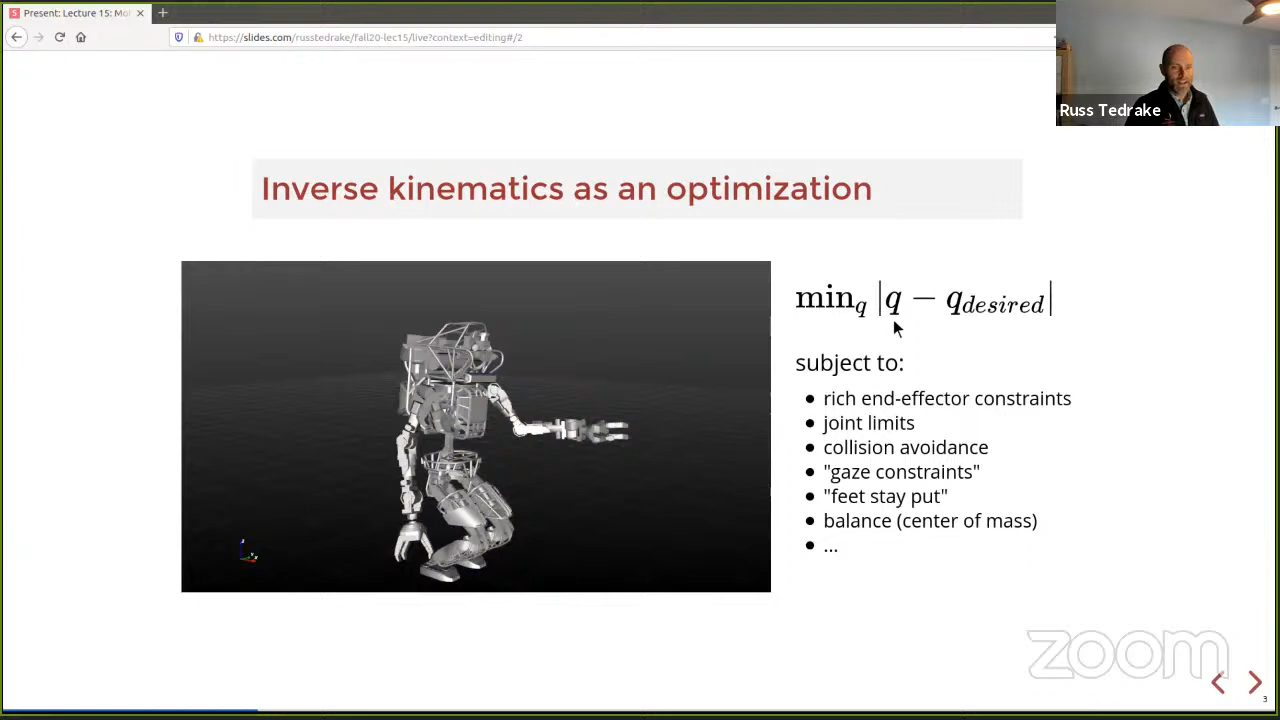 Present: Lecture 15: Mo
https://slides.com/russtedrake/fall20-lec15/live?context=editing#/2
Russ Tedrake
Inverse kinematics as an optimization
min_q |q − q_desired|
subject to:
• rich end-effector constraints
• joint limits
• collision avoidance
• "gaze constraints"
• "feet stay put"
• balance (center of mass)
• ...
zoom
3